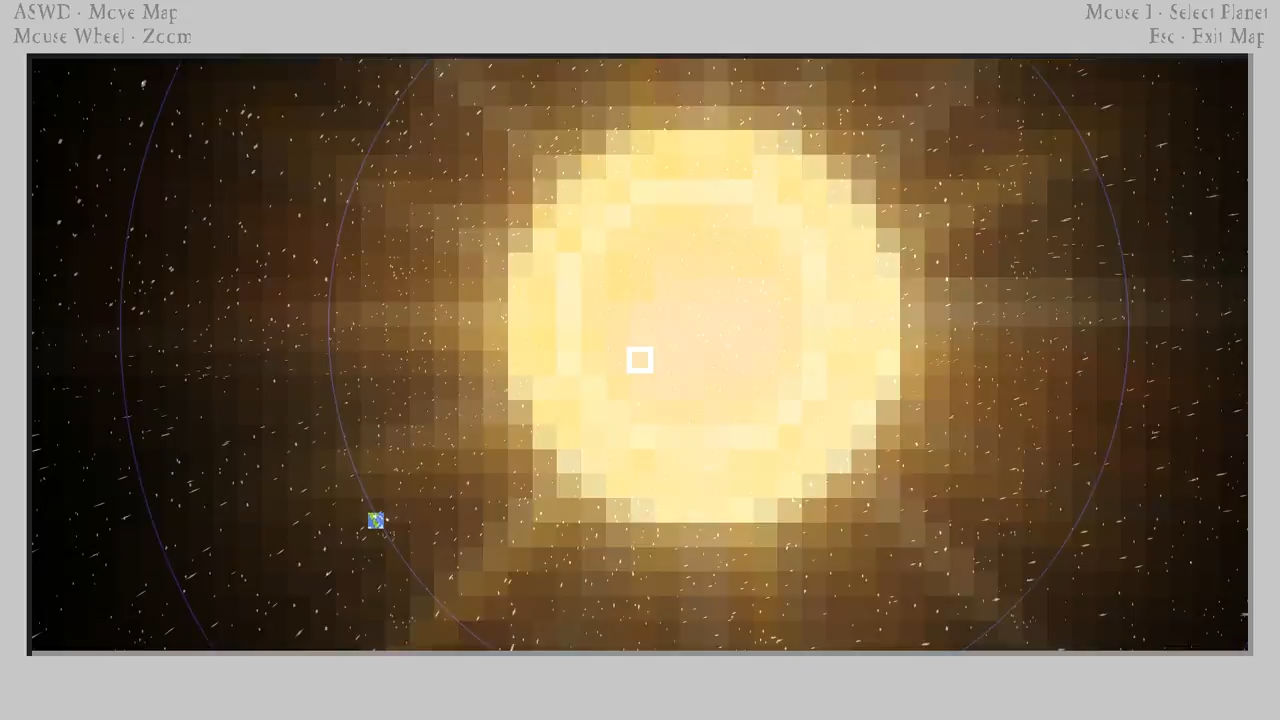 ASWD - Move Map
Mouse 1 - Select Planet
Mouse Wheel - Zoom
Esc - Exit Map